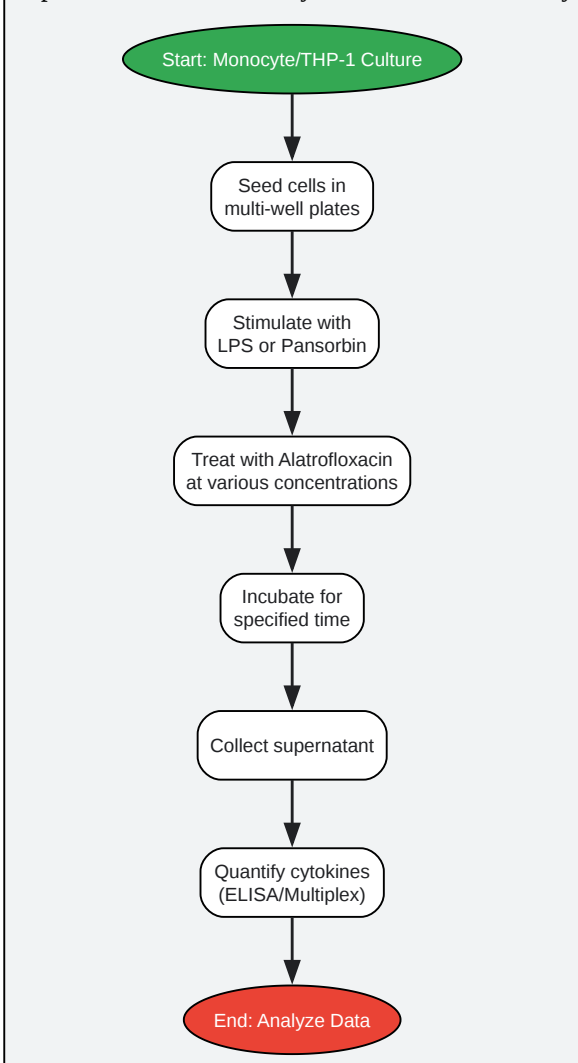 Start: Monocyte/THP-1 Culture
Seed cells in
multi-well plates
Stimulate with
LPS or Pansorbin
Treat with Alatrofloxacin
at various concentrations
Incubate for
specified time
Collect supernatant
Quantify cytokines
(ELISA/Multiplex)
End: Analyze Data